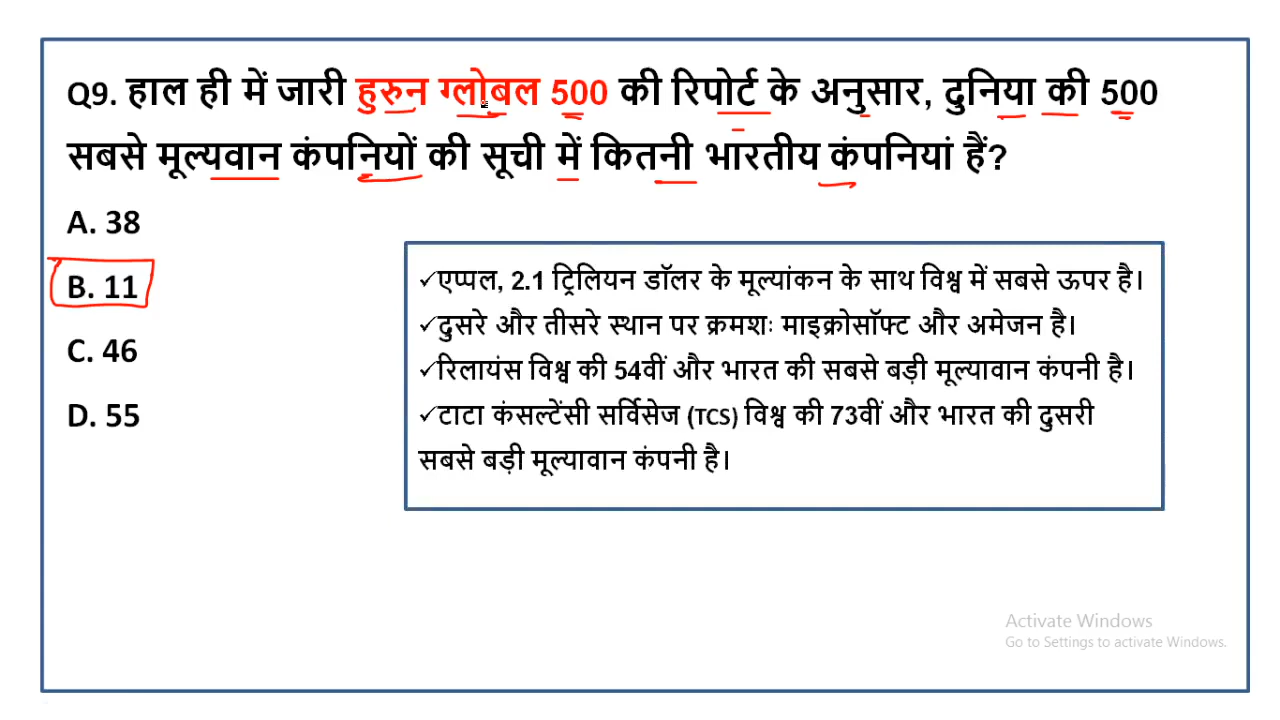 Q9. हाल ही में जारी हुरुन ग्लोबल 500 की रिपोर्ट के अनुसार, दुनिया की 500
सबसे मूल्यवान कंपनियों की सूची में कितनी भारतीय कंपनियां हैं?
A. 38
B. 11
C. 46
D. 55
✓एप्पल, 2.1 ट्रिलियन डॉलर के मूल्यांकन के साथ विश्व में सबसे ऊपर है।
✓दुसरे और तीसरे स्थान पर क्रमशः माइक्रोसॉफ्ट और अमेजन है।
✓रिलायंस विश्व की 54वीं और भारत की सबसे बड़ी मूल्यावान कंपनी है।
✓टाटा कंसल्टेंसी सर्विसेज (TCS) विश्व की 73वीं और भारत की दुसरी
सबसे बड़ी मूल्यावान कंपनी है।
Activate Windows
Go to Settings to activate Windows.